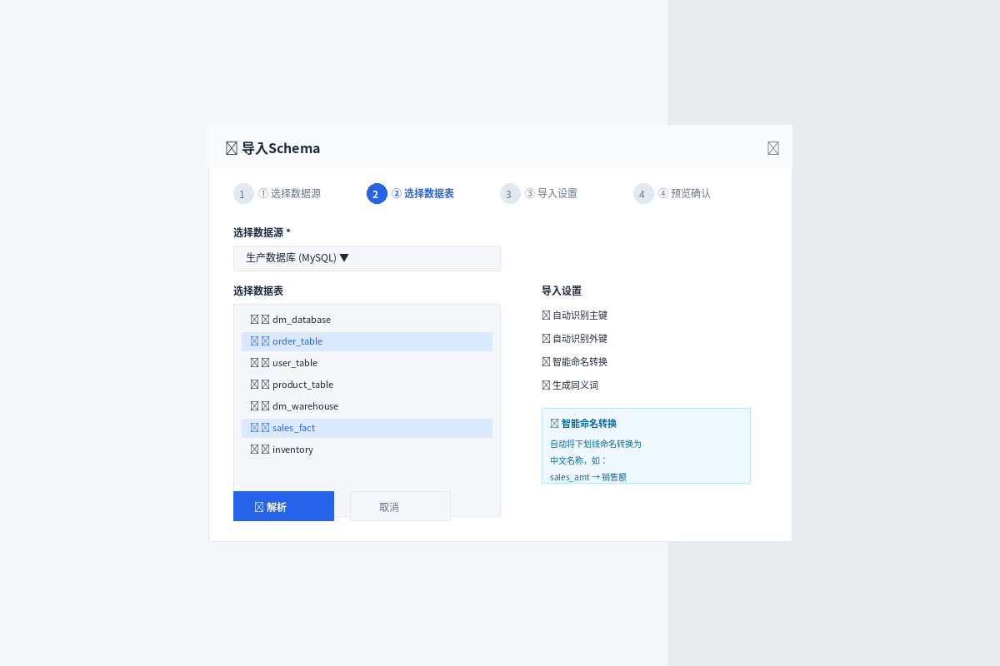 导入Schema
1 ① 选择数据源
2 ② 选择数据表
3 ③ 导入设置
4 ④ 预览确认
选择数据源 *
生产数据库 (MySQL) ▼
选择数据表
dm_database
order_table
user_table
product_table
dm_warehouse
sales_fact
inventory
导入设置
自动识别主键
自动识别外键
智能命名转换
生成同义词
智能命名转换
自动将下划线命名转换为
中文名称，如：
sales_amt → 销售额
解析
取消